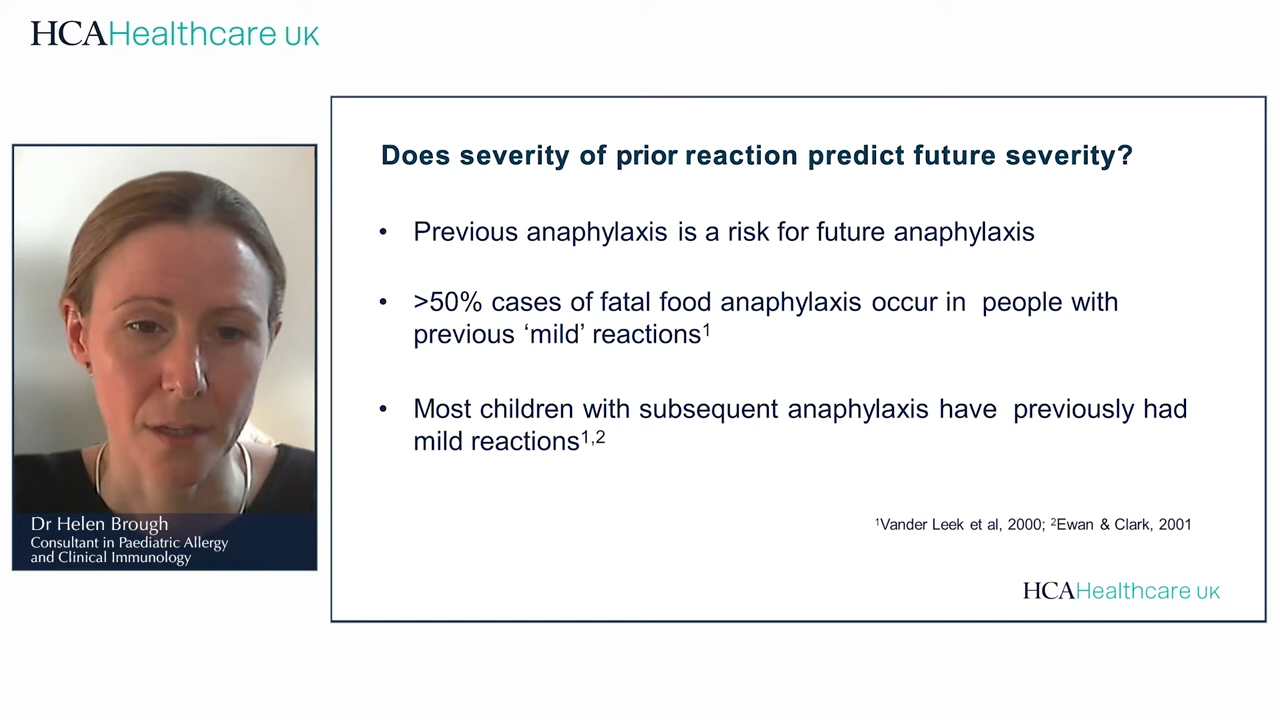 HCAHealthcare UK
Does severity of prior reaction predict future severity?
• Previous anaphylaxis is a risk for future anaphylaxis
• >50% cases of fatal food anaphylaxis occur in people with
previous ‘mild’ reactions¹
• Most children with subsequent anaphylaxis have previously had
mild reactions¹,²
¹Vander Leek et al, 2000; ²Ewan & Clark, 2001
HCAHealthcare UK
Dr Helen Brough
Consultant in Paediatric Allergy
and Clinical Immunology